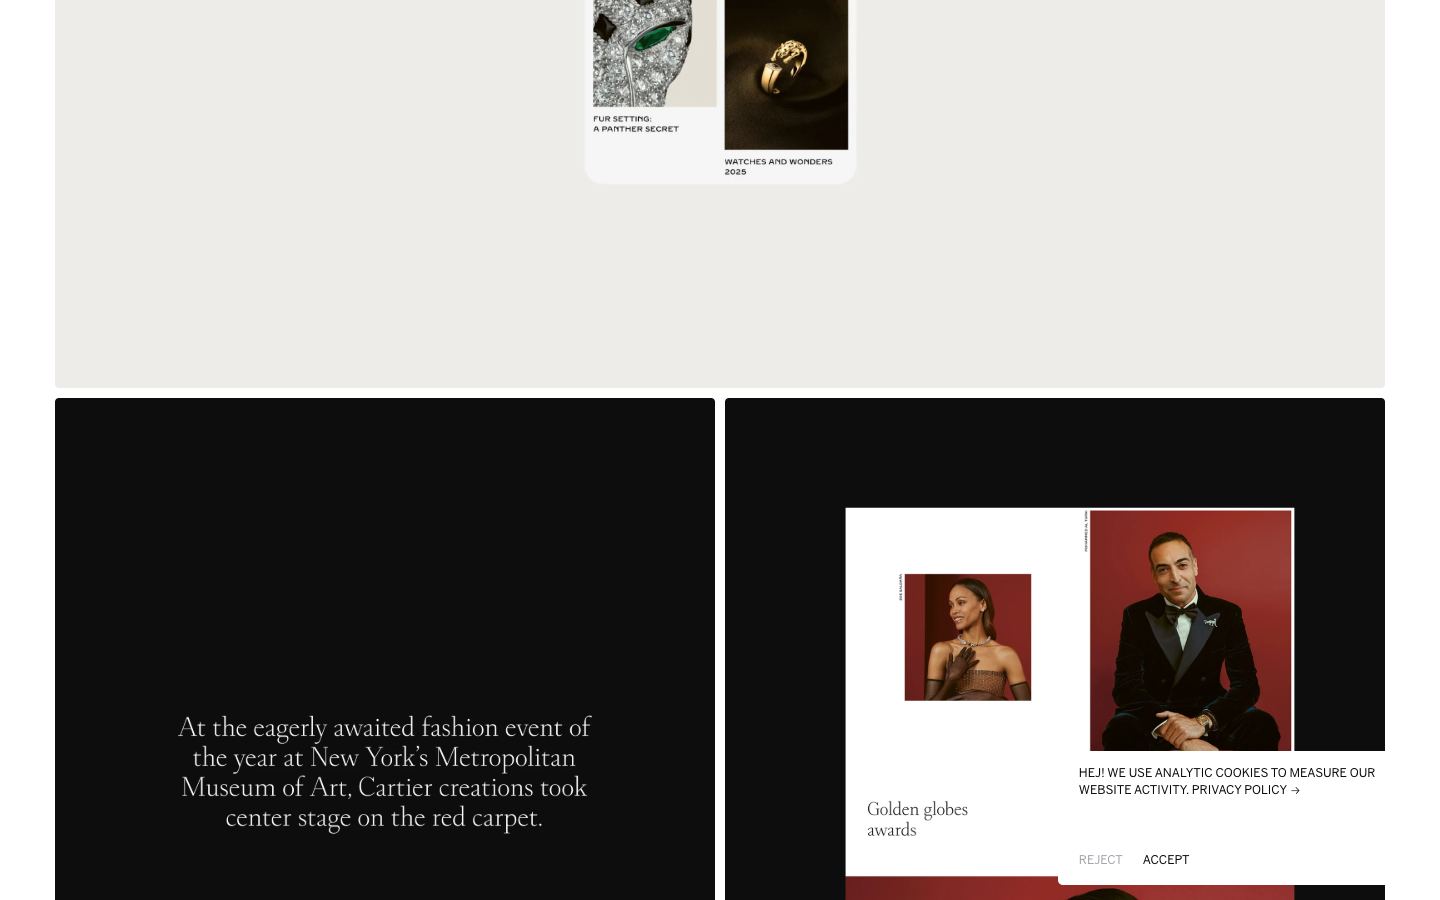 FUR SETTING:
A PANTHER SECRET
WATCHES AND WONDERS
2025
At the eagerly awaited fashion event of
the year at New York’s Metropolitan
Museum of Art, Cartier creations took
center stage on the red carpet.
Golden globes
awards
HEJ! WE USE ANALYTIC COOKIES TO MEASURE OUR
WEBSITE ACTIVITY. PRIVACY POLICY →
REJECT ACCEPT